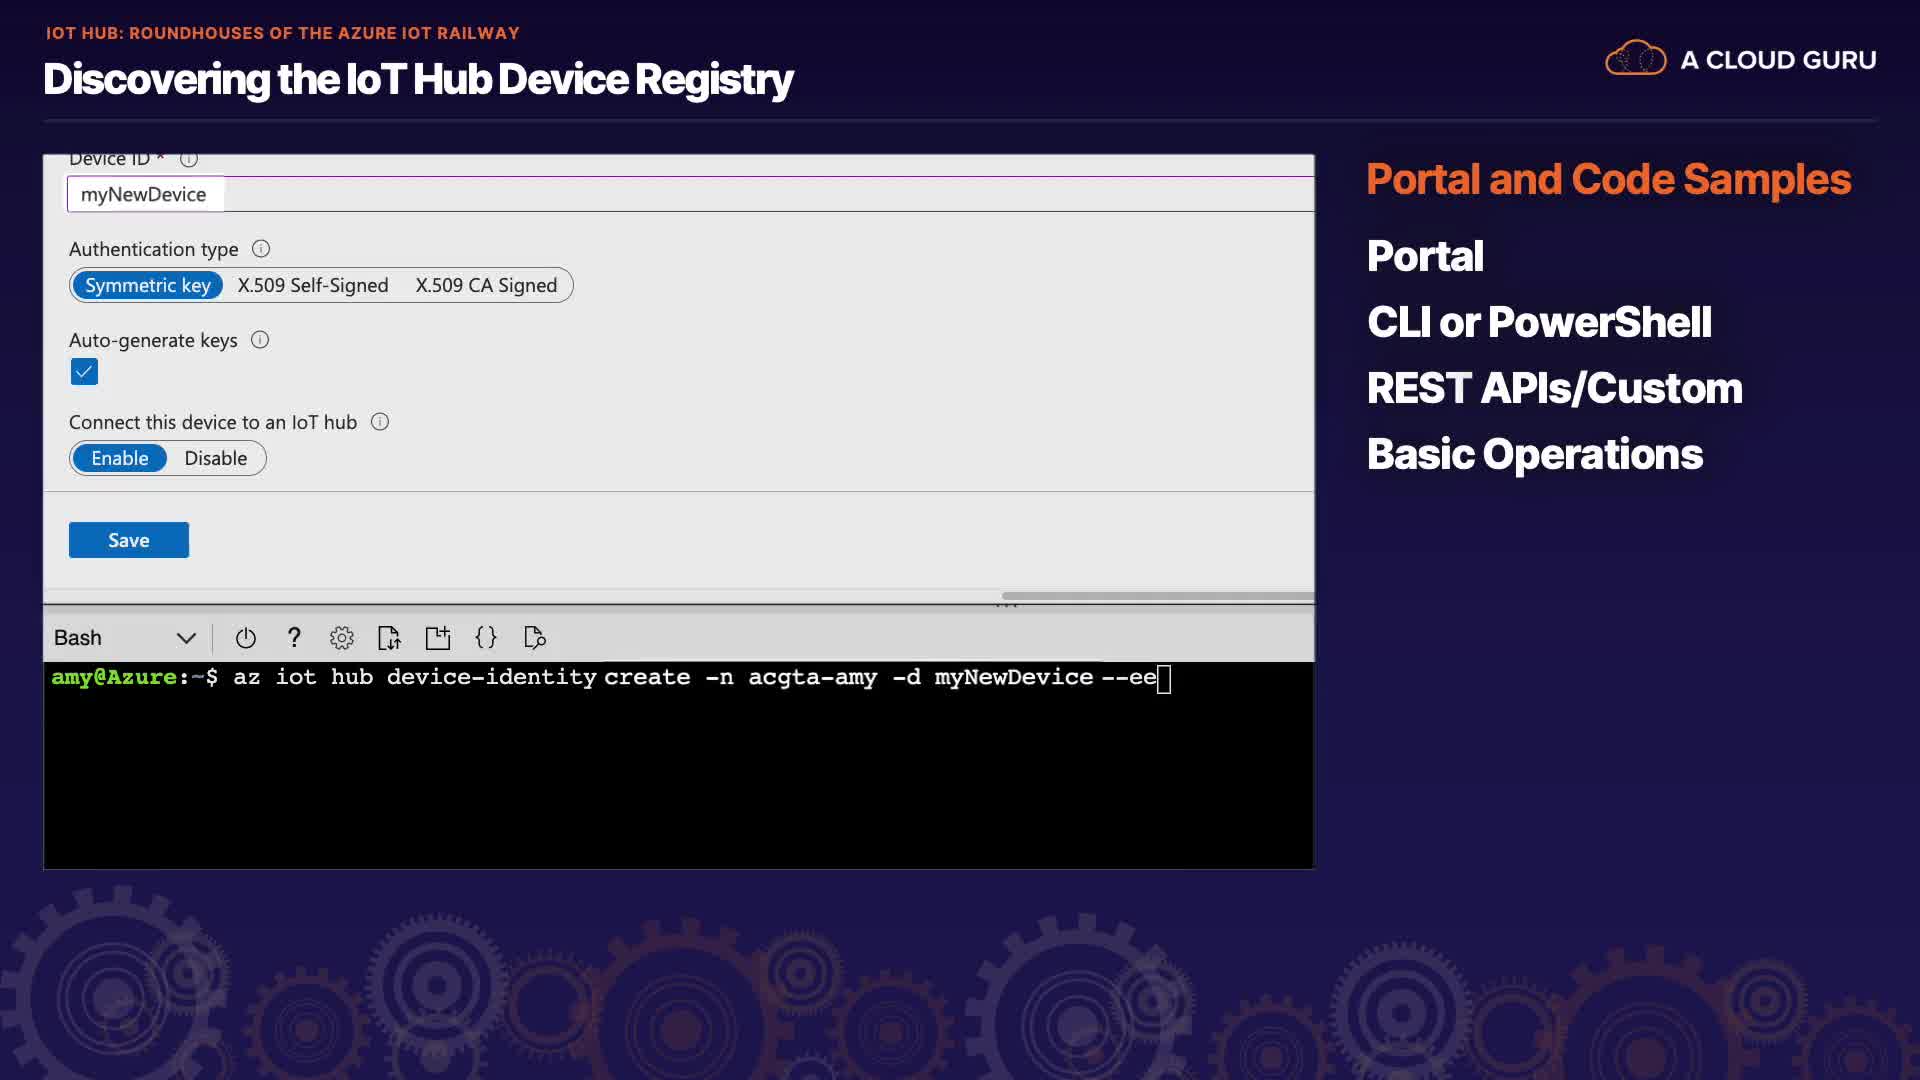 IOT HUB: ROUNDHOUSES OF THE AZURE IOT RAILWAY
Discovering the IoT Hub Device Registry
A CLOUD GURU
Device ID *
myNewDevice
Authentication type
Symmetric key X.509 Self-Signed X.509 CA Signed
Auto-generate keys
Connect this device to an IoT hub
Enable Disable
Save
Bash
amy@Azure:~$ az iot hub device-identity create -n acgta-amy -d myNewDevice --ee
Portal and Code Samples
Portal
CLI or PowerShell
REST APIs/Custom
Basic Operations